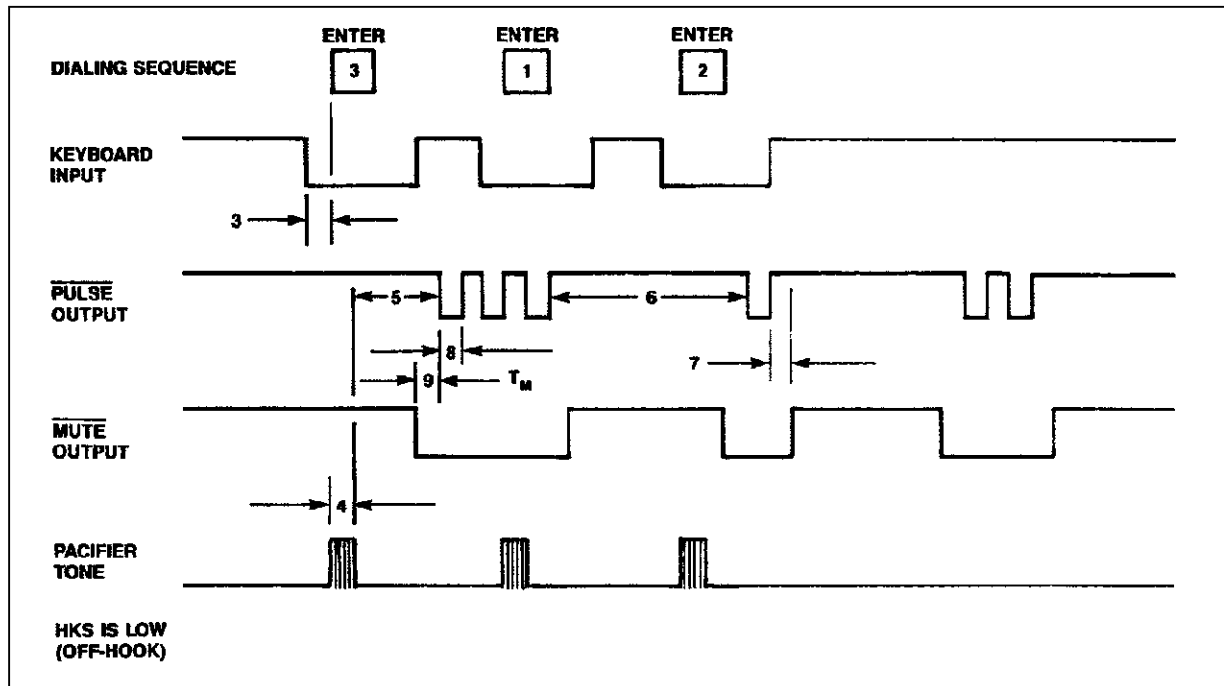 ENTER ENTER ENTER
DIALING SEQUENCE 3 1 2
KEYBOARD
INPUT
3
PULSE
OUTPUT
5 6
8 7
9 TM
MUTE
OUTPUT
4
PACIFIER
TONE
HKS IS LOW
(OFF-HOOK)